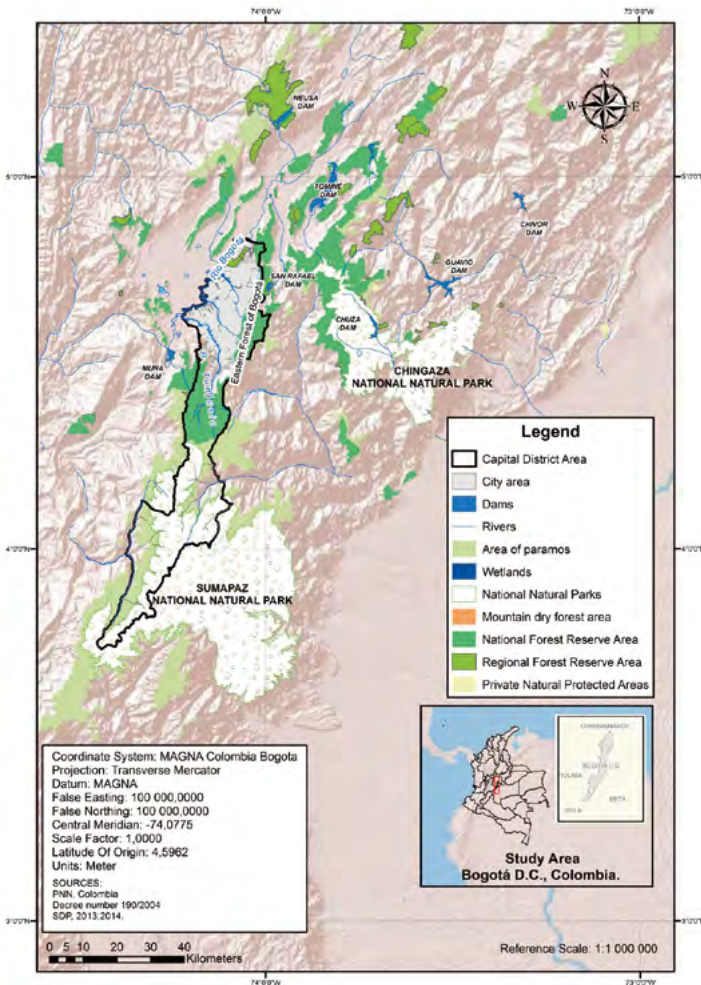 74°0'0"W
73°0'0"W
NEUSA
DAM
N
W
E
S
5°0'0"N
5°0'0"N
TOMINÉ
DAM
CHIVOR
DAM
Río Bogotá
GUAVIO
DAM
SAN RAFAEL
DAM
Eastern Forest of Bogotá
CHUZA
DAM
MUÑA
DAM
CHINGAZA
NATIONAL NATURAL PARK
4°0'0"N
4°0'0"N
SUMAPAZ
NATIONAL NATURAL PARK
Legend
Capital District Area
City area
Dams
Rivers
Area of paramos
Wetlands
National Natural Parks
Mountain dry forest area
National Forest Reserve Area
Regional Forest Reserve Area
Private Natural Protected Areas
Coordinate System: MAGNA Colombia Bogota
Projection: Transverse Mercator
Datum: MAGNA
False Easting: 100 000,0000
False Northing: 100 000,0000
Central Meridian: -74,0775
Scale Factor: 1,0000
Latitude Of Origin: 4,5962
Units: Meter
SOURCES:
PNN, Colombia
Decree number 190/2004
SDP, 2013;2014.
CUNDINAMARCA
BOGOTÁ D.C.
TOLIMA
META
HUILA
Study Area
Bogotá D.C., Colombia.
3°0'0"N
3°0'0"N
0 5 10 20 30 40
Kilometers
Reference Scale: 1:1 000 000
74°0'0"W
73°0'0"W